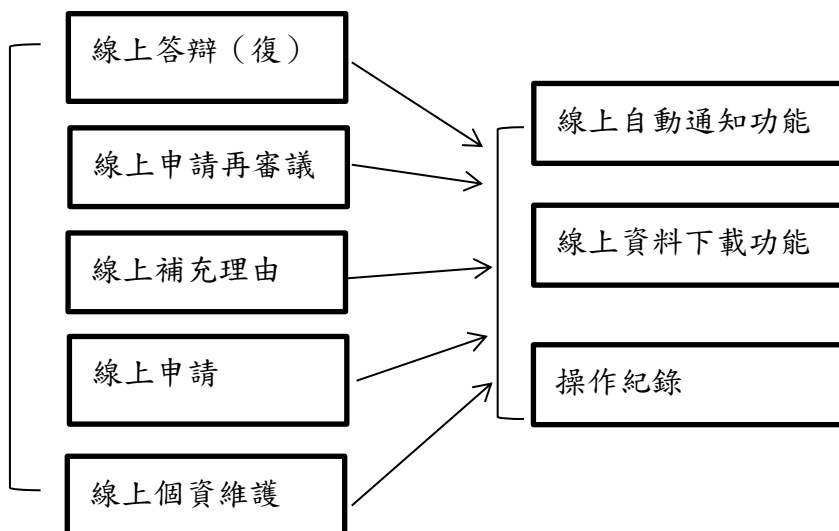 線上答辯（復）
線上申請再審議
線上補充理由
線上申請
線上個資維護
線上自動通知功能
線上資料下載功能
操作紀錄